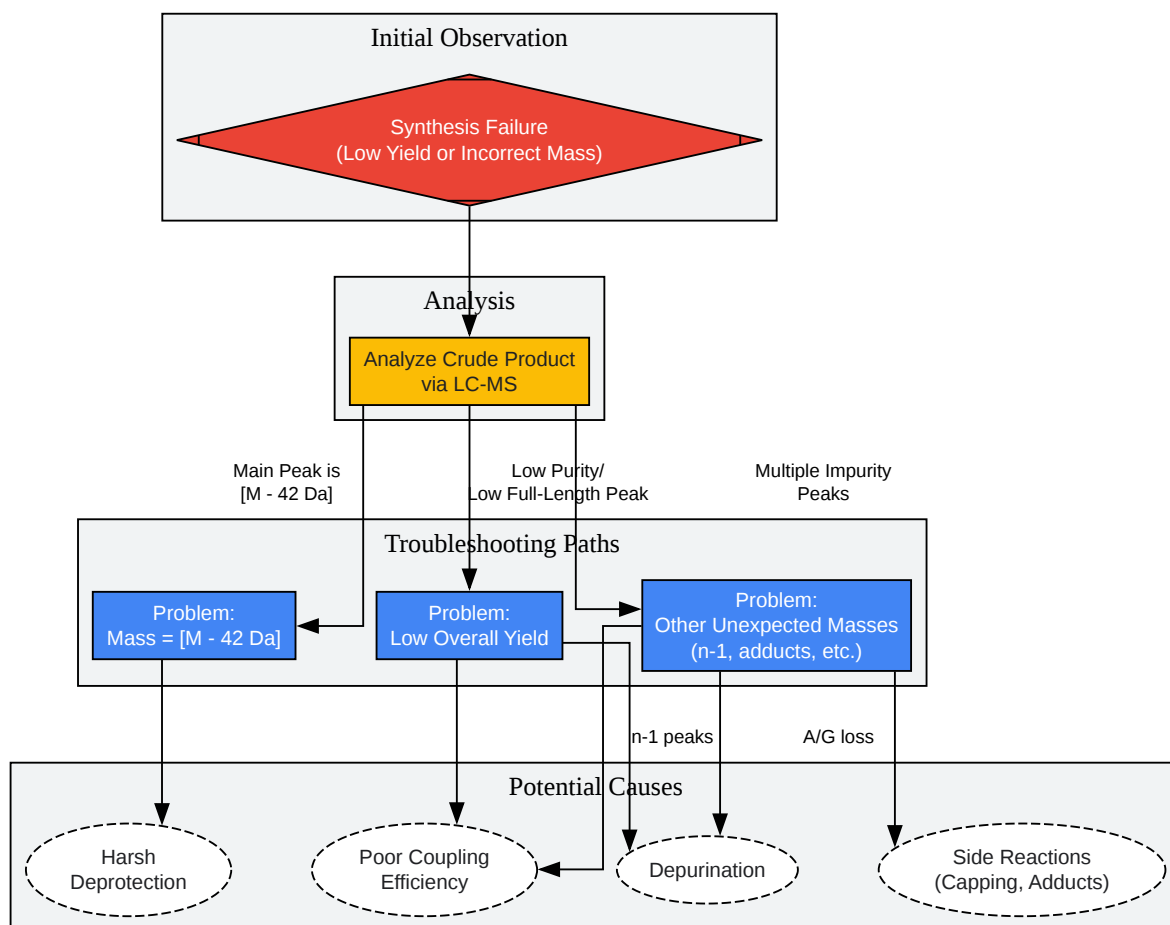 Initial Observation
Synthesis Failure
(Low Yield or Incorrect Mass)
Analysis
Analyze Crude Product
via LC-MS
Main Peak is
[M - 42 Da]
Low Purity/
Low Full-Length Peak
Multiple Impurity
Peaks
Troubleshooting Paths
Problem:
Mass = [M - 42 Da]
Problem:
Low Overall Yield
Problem:
Other Unexpected Masses
(n-1, adducts, etc.)
n-1 peaks
A/G loss
Potential Causes
Harsh
Deprotection
Poor Coupling
Efficiency
Depurination
Side Reactions
(Capping, Adducts)